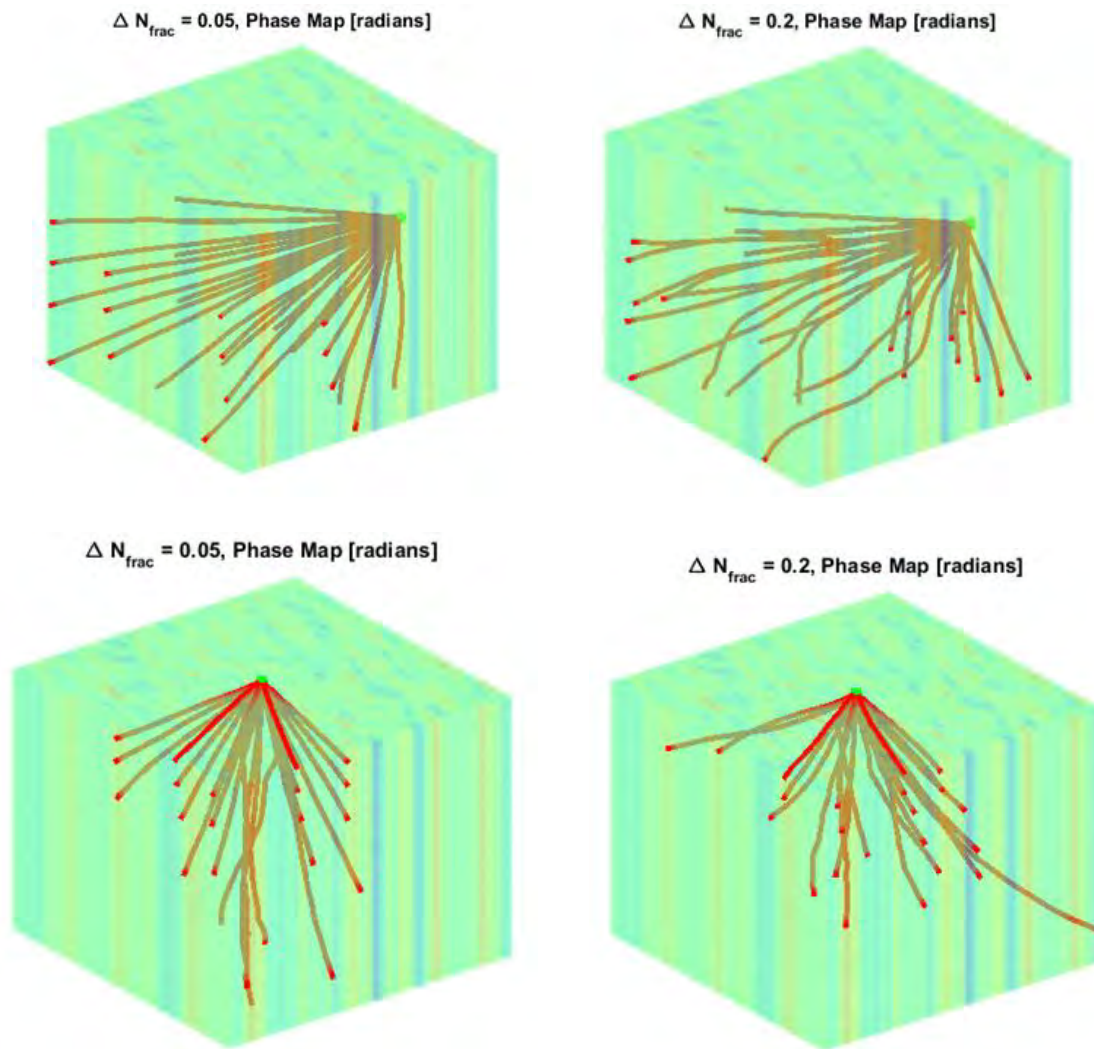 Δ N_frac = 0.05, Phase Map [radians]
Δ N_frac = 0.2, Phase Map [radians]
Δ N_frac = 0.05, Phase Map [radians]
Δ N_frac = 0.2, Phase Map [radians]